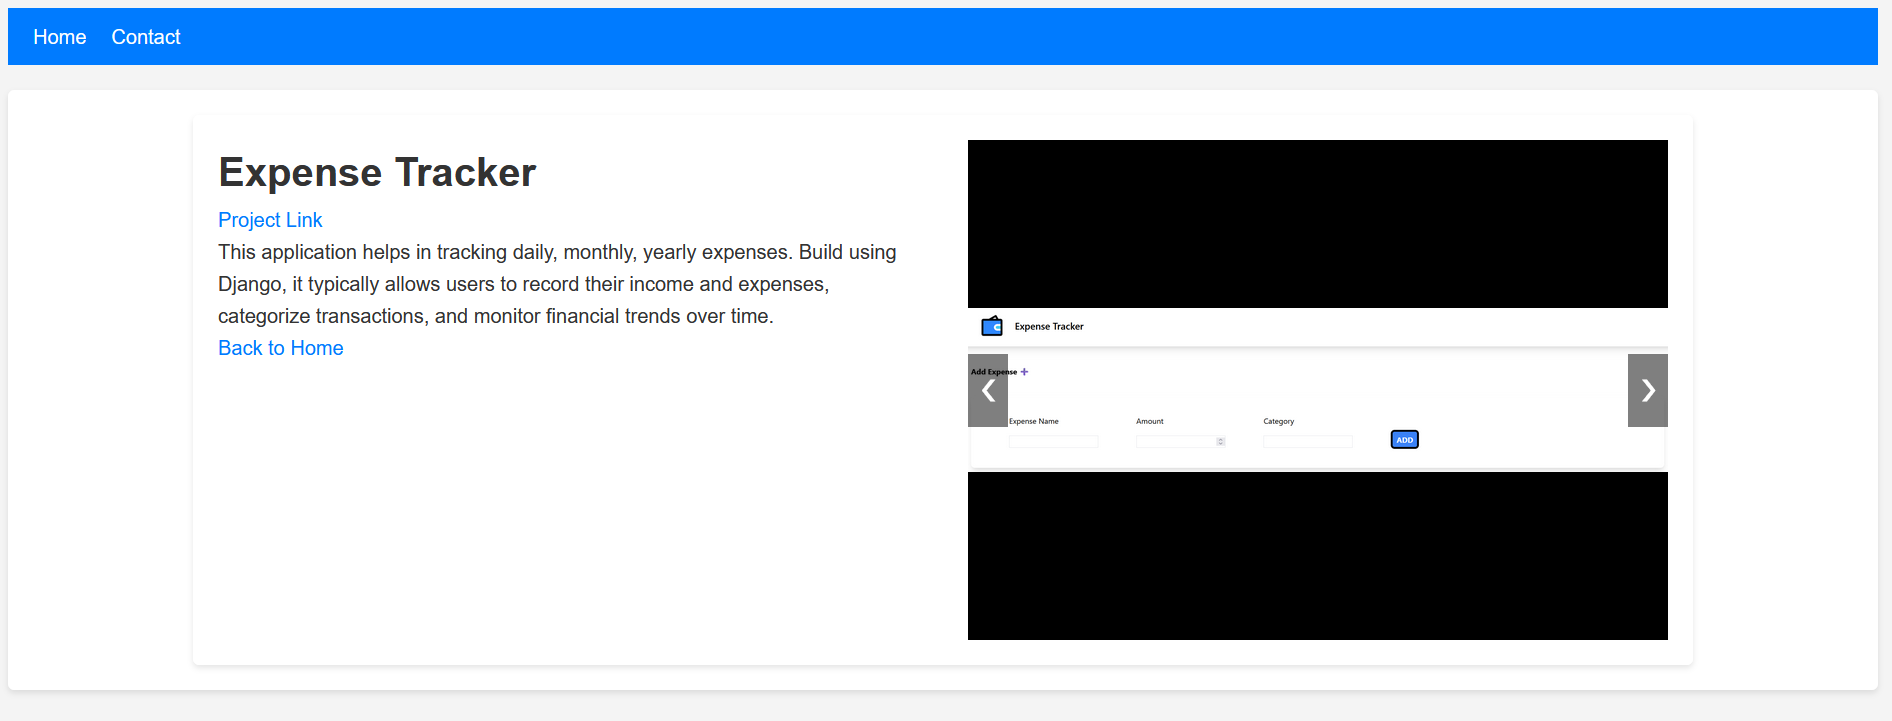 Home Contact
Expense Tracker
Project Link
This application helps in tracking daily, monthly, yearly expenses. Build using
Django, it typically allows users to record their income and expenses,
categorize transactions, and monitor financial trends over time.
Back to Home
Expense Tracker
Add Expense +
❮ ❯
Expense Name Amount Category
ADD